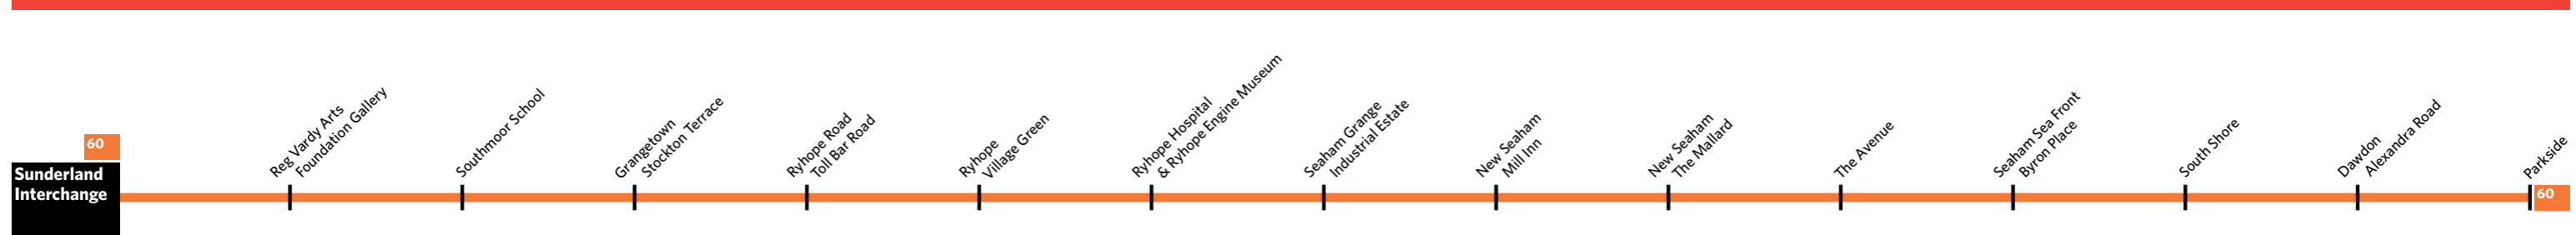 60
Sunderland
Interchange
Reg Vardy Arts
Foundation Gallery
Southmoor School
Grangetown
Stockton Terrace
Ryhope Road
Toll Bar Road
Ryhope
Village Green
Ryhope Hospital
& Ryhope Engine Museum
Seaham Grange
Industrial Estate
New Seaham
Mill Inn
New Seaham
The Mallard
The Avenue
Seaham Sea Front
Byron Place
South Shore
Dawdon
Alexandra Road
Parkside
60